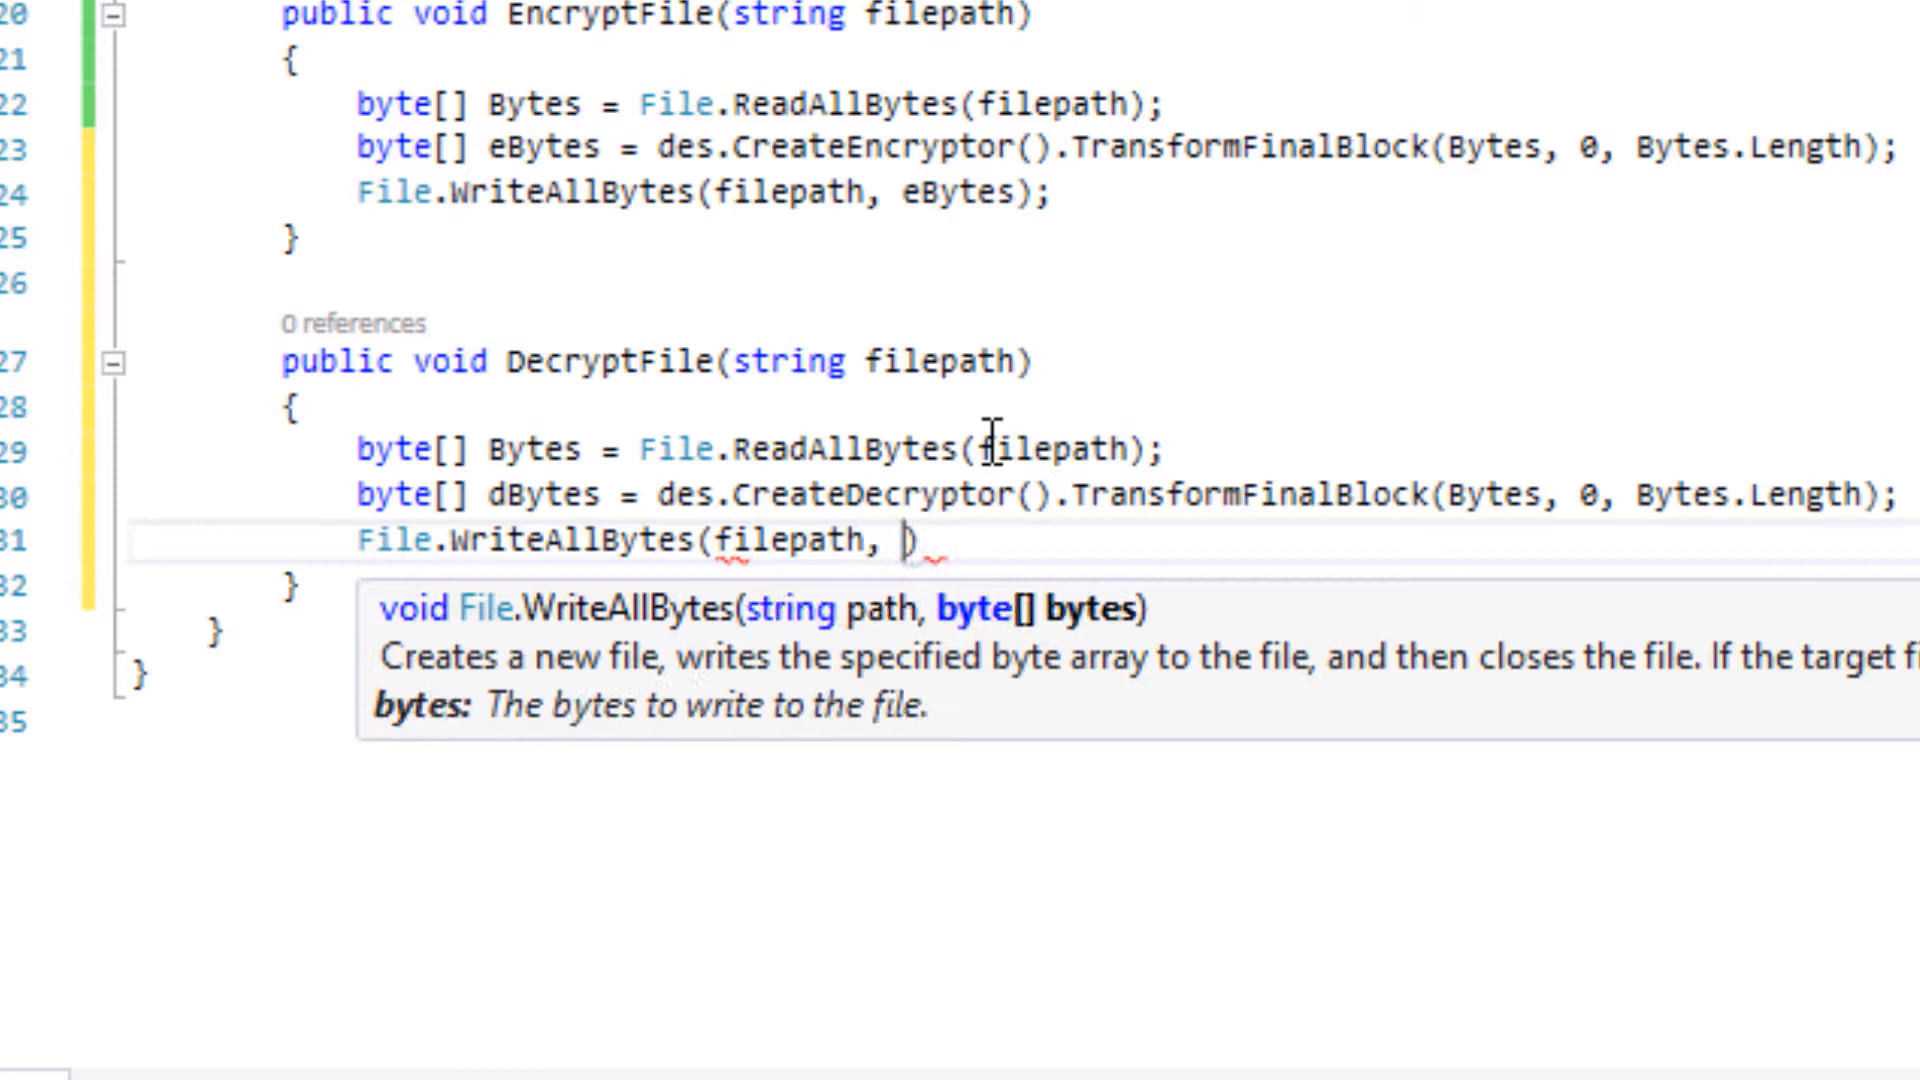 20 public void EncryptFile(string filepath)
21 {
22 byte[] Bytes = File.ReadAllBytes(filepath);
23 byte[] eBytes = des.CreateEncryptor().TransformFinalBlock(Bytes, 0, Bytes.Length);
24 File.WriteAllBytes(filepath, eBytes);
25 }
26
0 references
27 public void DecryptFile(string filepath)
28 {
29 byte[] Bytes = File.ReadAllBytes(filepath);
30 byte[] dBytes = des.CreateDecryptor().TransformFinalBlock(Bytes, 0, Bytes.Length);
31 File.WriteAllBytes(filepath, )
32 }
void File.WriteAllBytes(string path, byte[] bytes)
33 }
Creates a new file, writes the specified byte array to the file, and then closes the file. If the target fi
34 }
bytes: The bytes to write to the file.
35